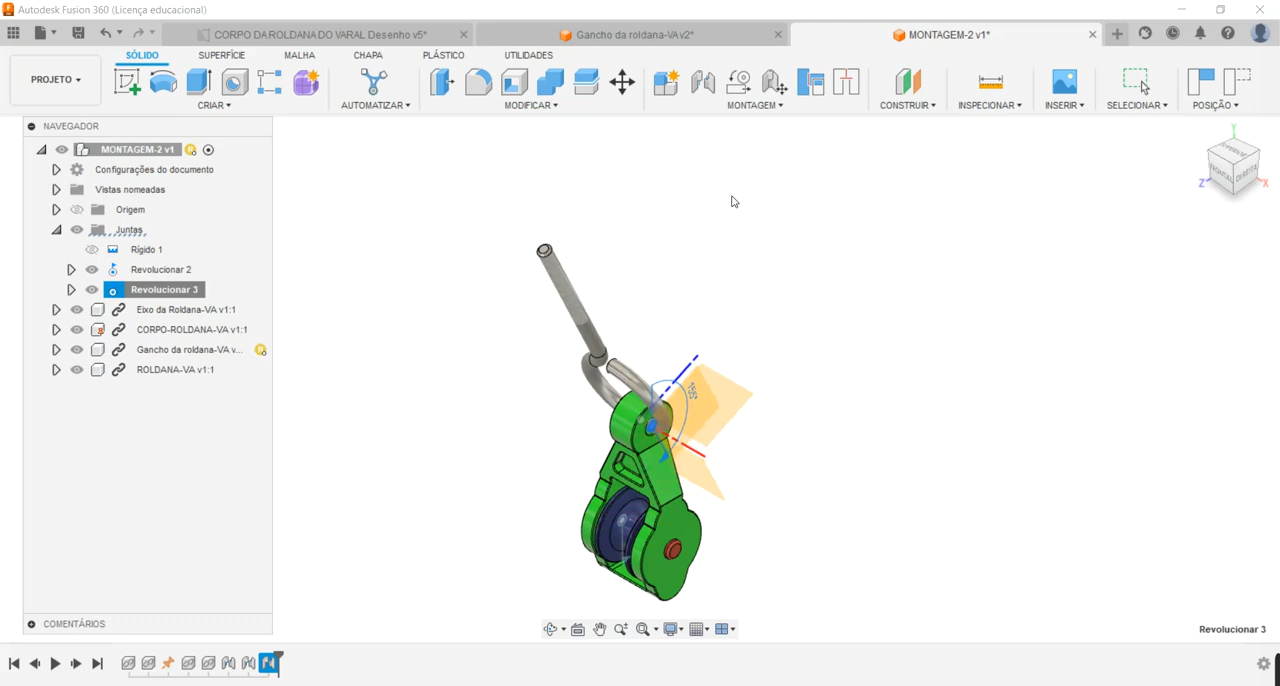 Autodesk Fusion 360 (Licença educacional)
CORPO DA ROLDANA DO VARAL Desenho v5*
Gancho da roldana-VA v2*
MONTAGEM-2 v1*
SÓLIDO
SUPERFÍCIE
MALHA
CHAPA
PLÁSTICO
UTILIDADES
PROJETO
CRIAR
AUTOMATIZAR
MODIFICAR
MONTAGEM
CONSTRUIR
INSPECIONAR
INSERIR
SELECIONAR
POSIÇÃO
NAVEGADOR
MONTAGEM-2 v1
Configurações do documento
Vistas nomeadas
Origem
Juntas
Rígido 1
Revolucionar 2
Revolucionar 3
Eixo da Roldana-VA v1:1
CORPO-ROLDANA-VA v1:1
Gancho da roldana-VA v...
ROLDANA-VA v1:1
Y
FRONTAL
DIREITA
Z
X
155°
COMENTÁRIOS
Revolucionar 3